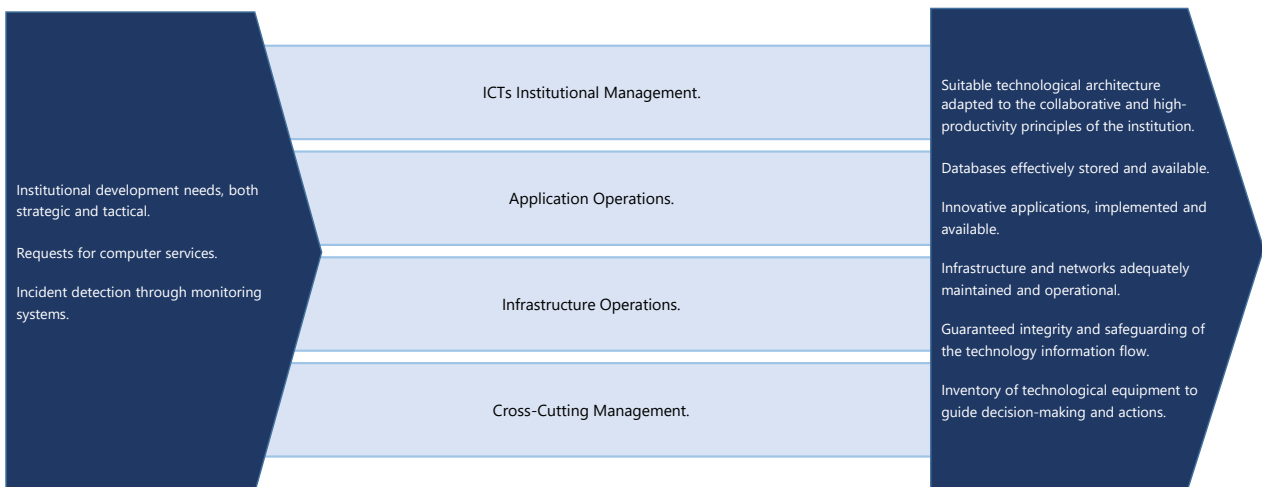 Institutional development needs, both
strategic and tactical.
Requests for computer services.
Incident detection through monitoring
systems.
ICTs Institutional Management.
Application Operations.
Infrastructure Operations.
Cross-Cutting Management.
Suitable technological architecture
adapted to the collaborative and high-
productivity principles of the institution.
Databases effectively stored and available.
Innovative applications, implemented and
available.
Infrastructure and networks adequately
maintained and operational.
Guaranteed integrity and safeguarding of
the technology information flow.
Inventory of technological equipment to
guide decision-making and actions.